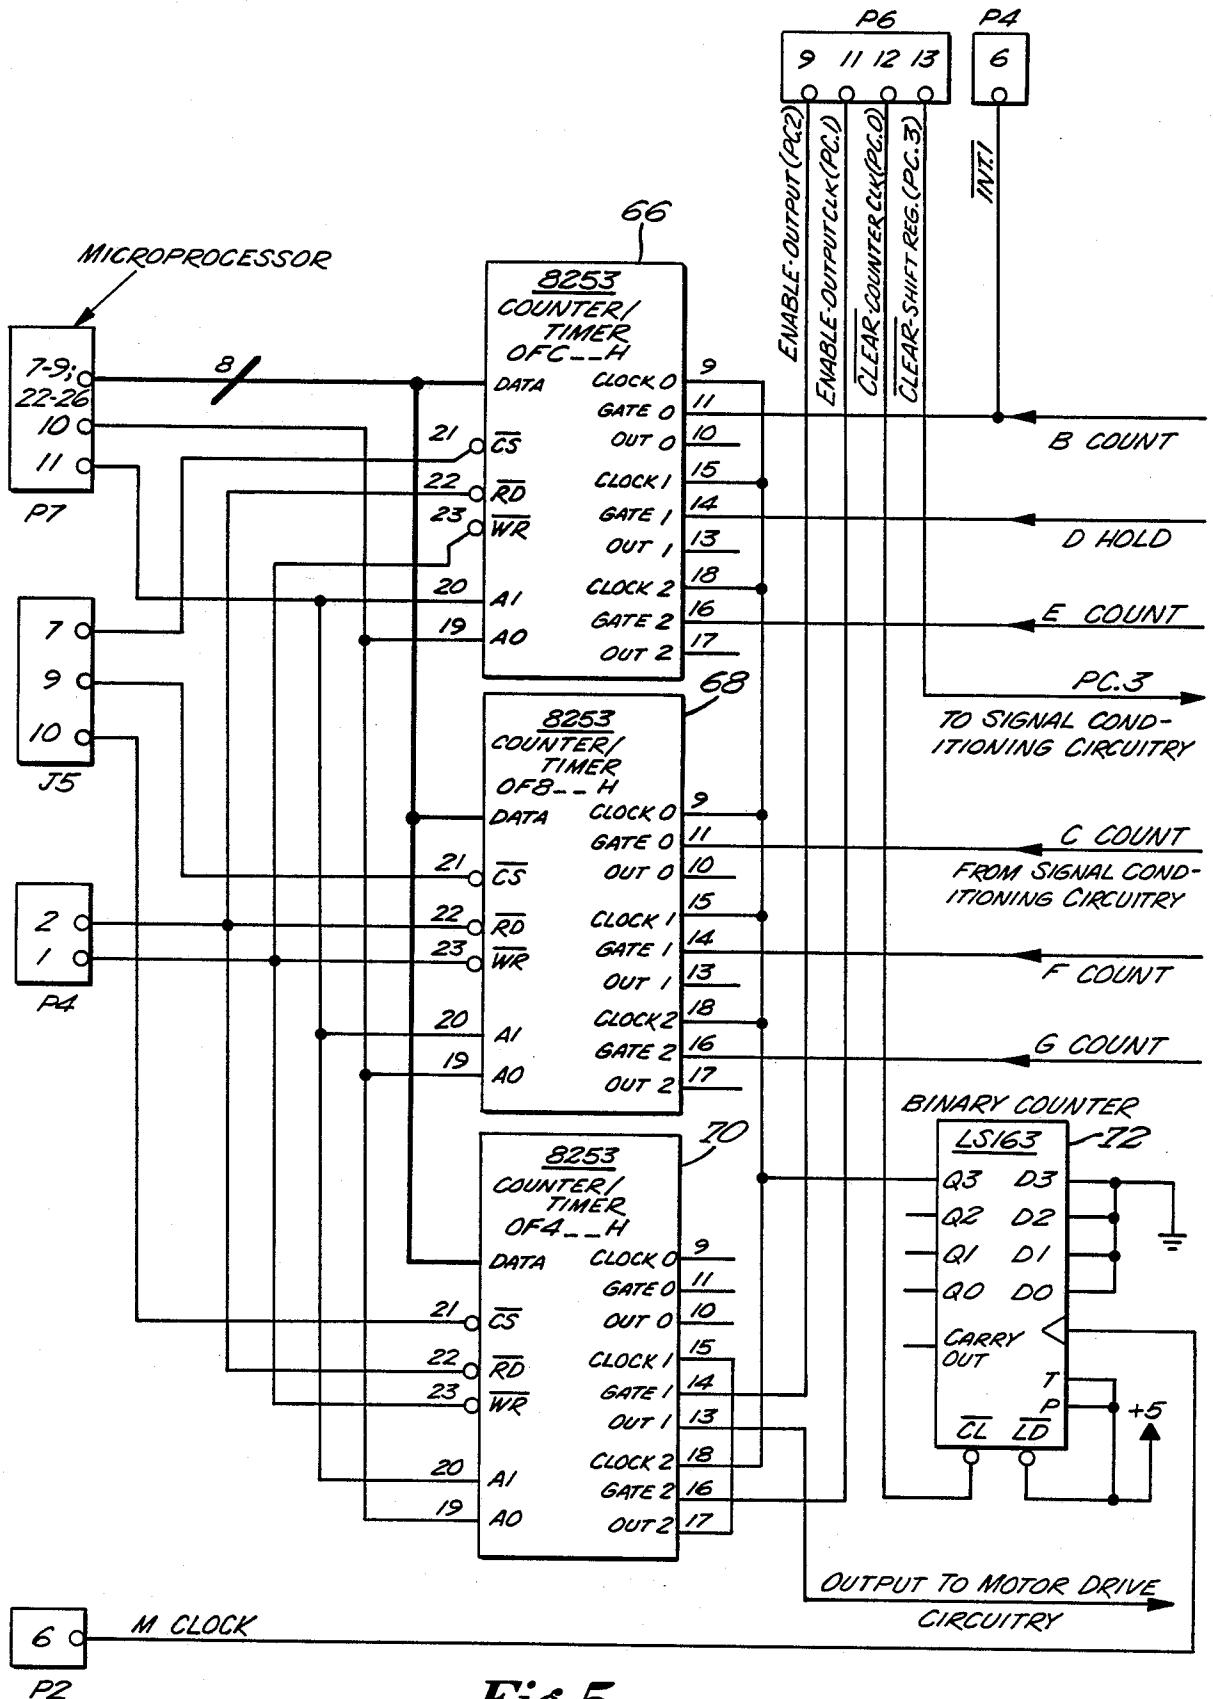 P6
P4
9 11 12 13
6
ENABLE-OUTPUT (PC.2)
ENABLE-OUTPUT CLK (PC.1)
CLEAR-COUNTER CLK (PC.0)
CLEAR-SHIFT REG. (PC.3)
INT.1
MICROPROCESSOR
7-9;
22-26
10
11
P7
8
66
8253
COUNTER/
TIMER
OFC__H
DATA
21 CS
22 RD
23 WR
20 A1
19 A0
CLOCK 0 9
GATE 0 11
OUT 0 10
CLOCK 1 15
GATE 1 14
OUT 1 13
CLOCK 2 18
GATE 2 16
OUT 2 17
B COUNT
D HOLD
E COUNT
PC.3
TO SIGNAL COND-
ITIONING CIRCUITRY
7
9
10
J5
68
8253
COUNTER/
TIMER
OF8__H
DATA
21 CS
22 RD
23 WR
20 A1
19 A0
CLOCK 0 9
GATE 0 11
OUT 0 10
CLOCK 1 15
GATE 1 14
OUT 1 13
CLOCK 2 18
GATE 2 16
OUT 2 17
C COUNT
FROM SIGNAL COND-
ITIONING CIRCUITRY
F COUNT
G COUNT
2
1
P4
70
8253
COUNTER/
TIMER
OF4__H
DATA
21 CS
22 RD
23 WR
20 A1
19 A0
CLOCK 0 9
GATE 0 11
OUT 0 10
CLOCK 1 15
GATE 1 14
OUT 1 13
CLOCK 2 18
GATE 2 16
OUT 2 17
BINARY COUNTER
LS163
72
Q3 D3
Q2 D2
Q1 D1
Q0 D0
CARRY
OUT
T
P
CL LD
+5
OUTPUT TO MOTOR DRIVE
CIRCUITRY
6
M CLOCK
P2
Fig. 5